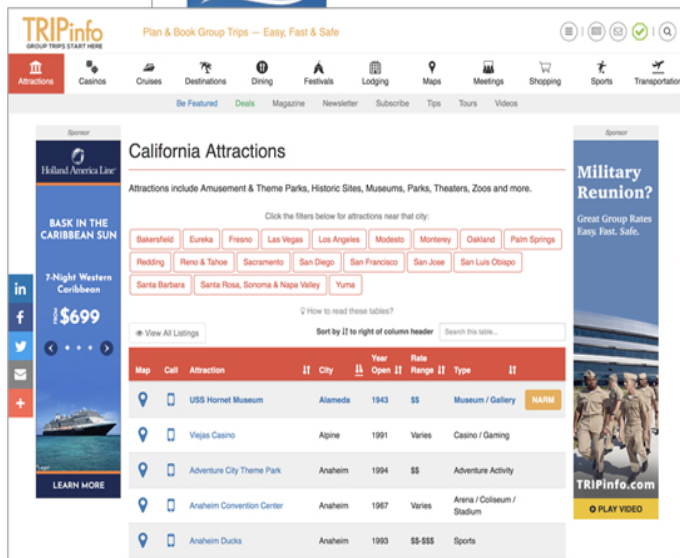 TRIPinfo
GROUP TRIPS START HERE
Plan & Book Group Trips — Easy, Fast & Safe
Attractions Casinos Cruises Destinations Dining Festivals Lodging Maps Meetings Shopping Sports Transportation
Be Featured Deals Magazine Newsletter Subscribe Tips Tours Videos
Sponsor
Holland America Line
BASK IN THE
CARIBBEAN SUN
7-Night Western
Caribbean
FROM $699
LEARN MORE
California Attractions
Attractions include Amusement & Theme Parks, Historic Sites, Museums, Parks, Theaters, Zoos and more.
Click the filters below for attractions near that city:
Bakersfield Eureka Fresno Las Vegas Los Angeles Modesto Monterey Oakland Palm Springs
Redding Reno & Tahoe Sacramento San Diego San Francisco San Jose San Luis Obispo
Santa Barbara Santa Rosa, Sonoma & Napa Valley Yuma
How to read these tables?
View All Listings Sort by to right of column header Search this table...
Map Call Attraction City Year Open Rate Range Type
USS Hornet Museum Alameda 1943 $$ Museum / Gallery NARM
Viejas Casino Alpine 1991 Varies Casino / Gaming
Adventure City Theme Park Anaheim 1994 $$ Adventure Activity
Anaheim Convention Center Anaheim 1967 Varies Arena / Coliseum / Stadium
Anaheim Ducks Anaheim 1993 $$-$$$ Sports
Sponsor
Military
Reunion?
Great Group Rates
Easy. Fast. Safe.
TRIPinfo.com
PLAY VIDEO
in
f